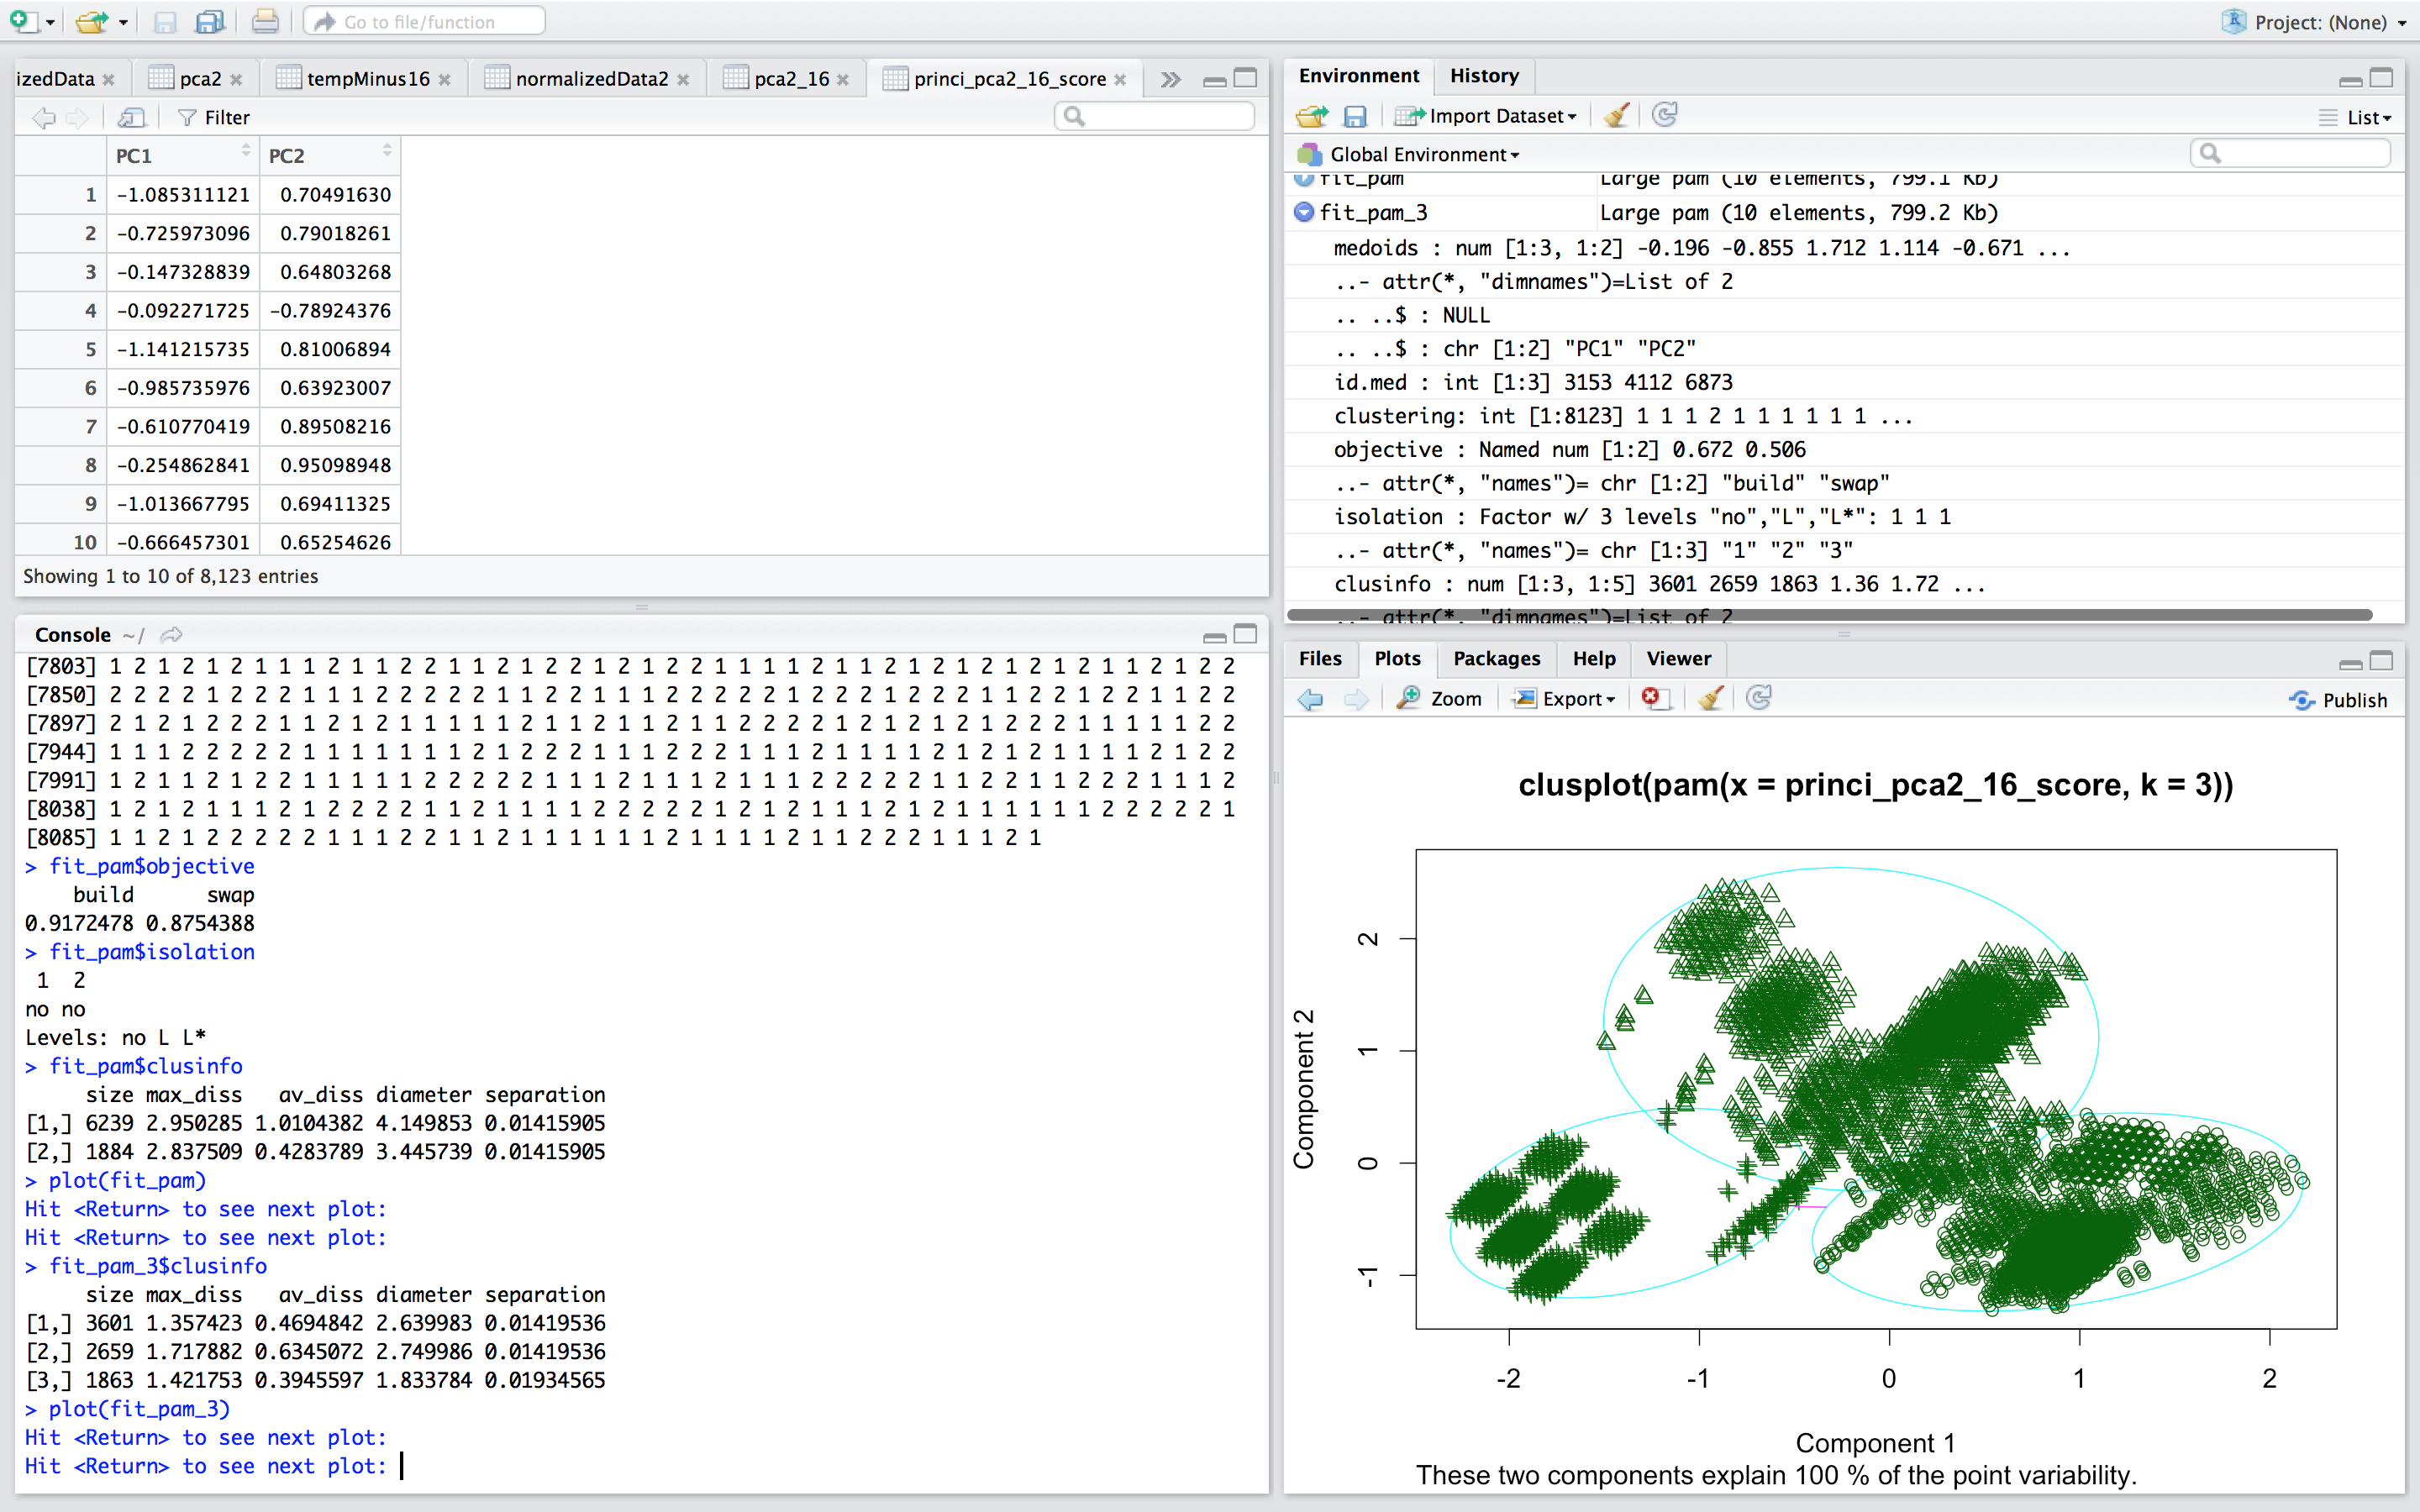 Go to file/function
Project: (None)
izedData
pca2
tempMinus16
normalizedData2
pca2_16
princi_pca2_16_score
Filter
PC1 PC2
1 -1.085311121 0.70491630
2 -0.725973096 0.79018261
3 -0.147328839 0.64803268
4 -0.092271725 -0.78924376
5 -1.141215735 0.81006894
6 -0.985735976 0.63923007
7 -0.610770419 0.89508216
8 -0.254862841 0.95098948
9 -1.013667795 0.69411325
10 -0.666457301 0.65254626
Showing 1 to 10 of 8,123 entries
Console ~/
[7803] 1 2 1 2 1 2 1 1 1 2 1 1 2 2 1 1 2 1 2 2 1 2 1 2 2 1 1 1 1 2 1 1 2 1 2 1 2 1 2 1 2 1 1 2 1 2 2
[7850] 2 2 2 2 1 2 2 2 1 1 1 2 2 2 2 2 1 1 2 2 1 1 1 2 2 2 2 2 1 2 2 2 1 2 2 2 1 1 2 2 1 2 2 1 1 2 2
[7897] 2 1 2 1 2 2 2 1 1 2 1 2 1 1 1 1 1 2 1 1 2 1 1 2 1 1 2 2 2 2 1 2 1 2 1 2 1 2 2 2 1 1 1 1 1 2 2
[7944] 1 1 1 2 2 2 2 2 1 1 1 1 1 1 1 2 1 2 2 2 1 1 1 2 2 2 1 1 1 2 1 1 1 1 2 1 2 1 2 1 1 1 1 2 1 2 2
[7991] 1 2 1 1 2 1 2 2 1 1 1 1 1 2 2 2 2 2 1 1 1 2 1 1 1 2 1 1 1 2 2 2 2 2 1 1 2 2 1 1 2 2 2 1 1 1 2
[8038] 1 2 1 2 1 1 1 2 1 2 2 2 2 1 1 2 1 1 1 1 2 2 2 2 2 1 2 1 2 1 1 1 2 1 2 1 1 1 1 1 1 2 2 2 2 2 1
[8085] 1 1 2 1 2 2 2 2 2 1 1 1 2 2 1 1 2 1 1 1 1 1 1 2 1 1 1 1 2 1 1 2 2 2 1 1 1 2 1
> fit_pam$objective
build swap
0.9172478 0.8754388
> fit_pam$isolation
1 2
no no
Levels: no L L*
> fit_pam$clusinfo
size max_diss av_diss diameter separation
[1,] 6239 2.950285 1.0104382 4.149853 0.01415905
[2,] 1884 2.837509 0.4283789 3.445739 0.01415905
> plot(fit_pam)
Hit <Return> to see next plot:
Hit <Return> to see next plot:
> fit_pam_3$clusinfo
size max_diss av_diss diameter separation
[1,] 3601 1.357423 0.4694842 2.639983 0.01419536
[2,] 2659 1.717882 0.6345072 2.749986 0.01419536
[3,] 1863 1.421753 0.3945597 1.833784 0.01934565
> plot(fit_pam_3)
Hit <Return> to see next plot:
Hit <Return> to see next plot:
Environment History
Import Dataset
List
Global Environment
fit_pam Large pam (10 elements, 799.1 Kb)
fit_pam_3 Large pam (10 elements, 799.2 Kb)
medoids : num [1:3, 1:2] -0.196 -0.855 1.712 1.114 -0.671 ...
..- attr(*, "dimnames")=List of 2
.. ..$ : NULL
.. ..$ : chr [1:2] "PC1" "PC2"
id.med : int [1:3] 3153 4112 6873
clustering: int [1:8123] 1 1 1 2 1 1 1 1 1 1 ...
objective : Named num [1:2] 0.672 0.506
..- attr(*, "names")= chr [1:2] "build" "swap"
isolation : Factor w/ 3 levels "no","L","L*": 1 1 1
..- attr(*, "names")= chr [1:3] "1" "2" "3"
clusinfo : num [1:3, 1:5] 3601 2659 1863 1.36 1.72 ...
..- attr(*, "dimnames")=List of 2
Files Plots Packages Help Viewer
Zoom Export Publish
clusplot(pam(x = princi_pca2_16_score, k = 3))
Component 2
2
1
0
-1
-2 -1 0 1 2
Component 1
These two components explain 100 % of the point variability.